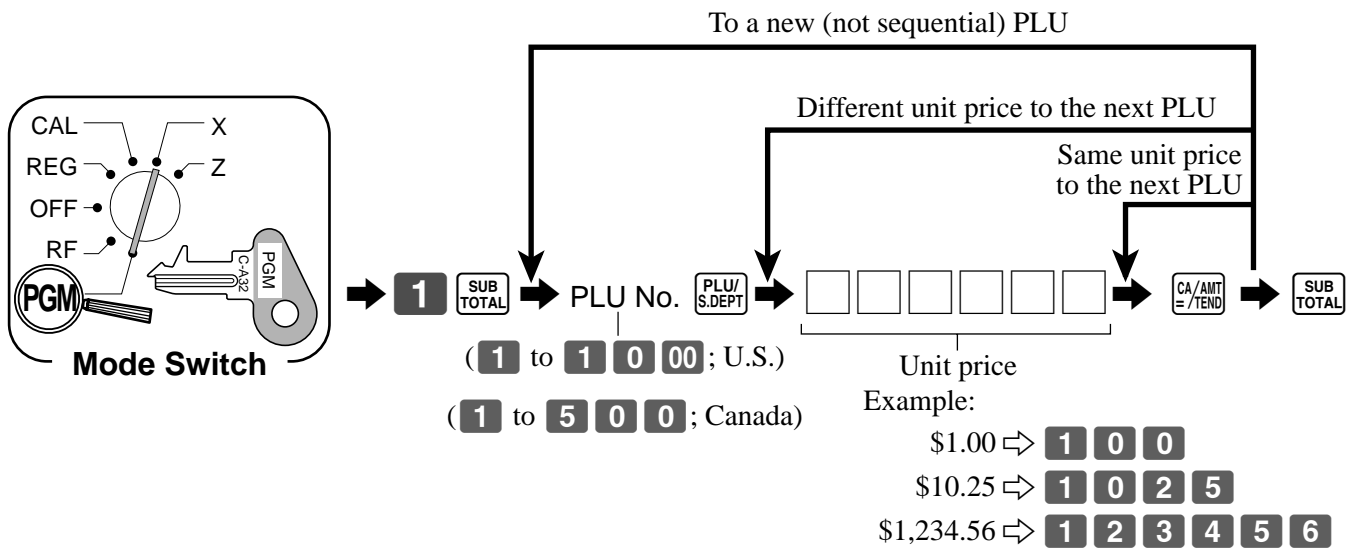 To a new (not sequential) PLU
Different unit price to the next PLU
Same unit price
to the next PLU
CAL
X
REG
Z
OFF
RF
PGM
PGM
C-A32
Mode Switch
1 SUB TOTAL PLU No. PLU/ S.DEPT CA/AMT =/TEND SUB TOTAL
(1 to 1 0 00; U.S.)
(1 to 5 0 0; Canada)
Unit price
Example:
$1.00 ⇨ 1 0 0
$10.25 ⇨ 1 0 2 5
$1,234.56 ⇨ 1 2 3 4 5 6